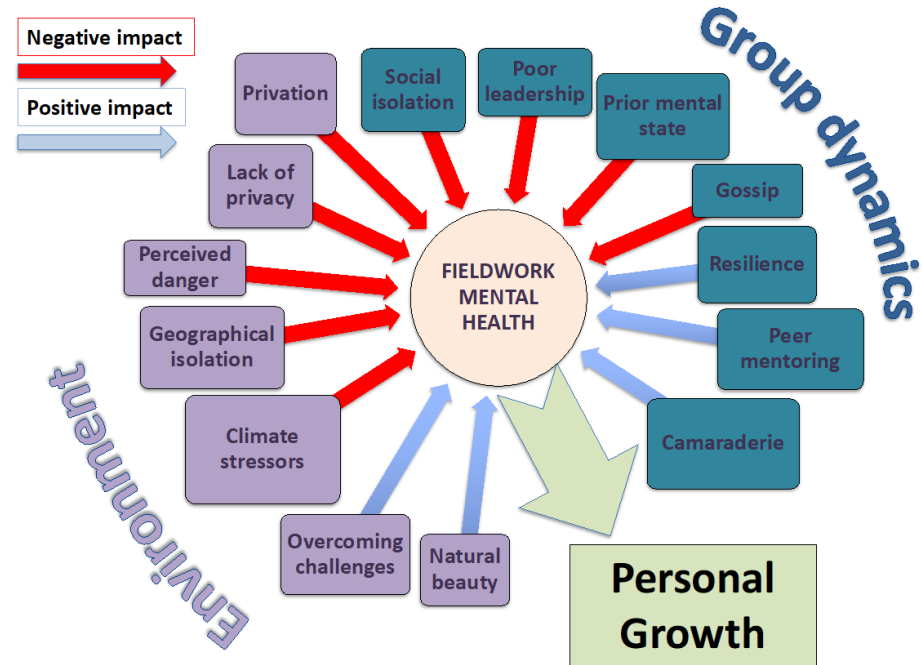 Negative impact
Positive impact
Group dynamics
Privation
Social
isolation
Poor
leadership
Prior mental
state
Lack of
privacy
Gossip
Perceived
danger
FIELDWORK
MENTAL
HEALTH
Resilience
Geographical
isolation
Peer
mentoring
Climate
stressors
Camaraderie
Environment
Overcoming
challenges
Natural
beauty
Personal
Growth